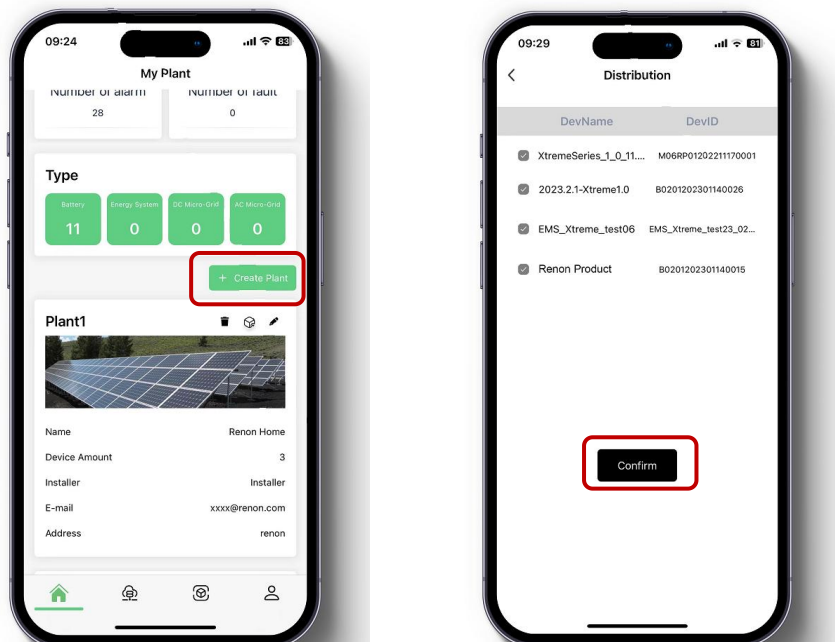 09:24
83
My Plant
Number of alarm
Number of fault
28
0
Type
Battery
Energy System
DC Micro-Grid
AC Micro-Grid
11
0
0
0
+ Create Plant
Plant1
Name
Renon Home
Device Amount
3
Installer
Installer
E-mail
xxxx@renon.com
Address
renon
09:29
81
Distribution
DevName
DevID
XtremeSeries_1_0_11....
M06RP01202211170001
2023.2.1-Xtreme1.0
B0201202301140026
EMS_Xtreme_test06
EMS_Xtreme_test23_02...
Renon Product
B0201202301140015
Confirm